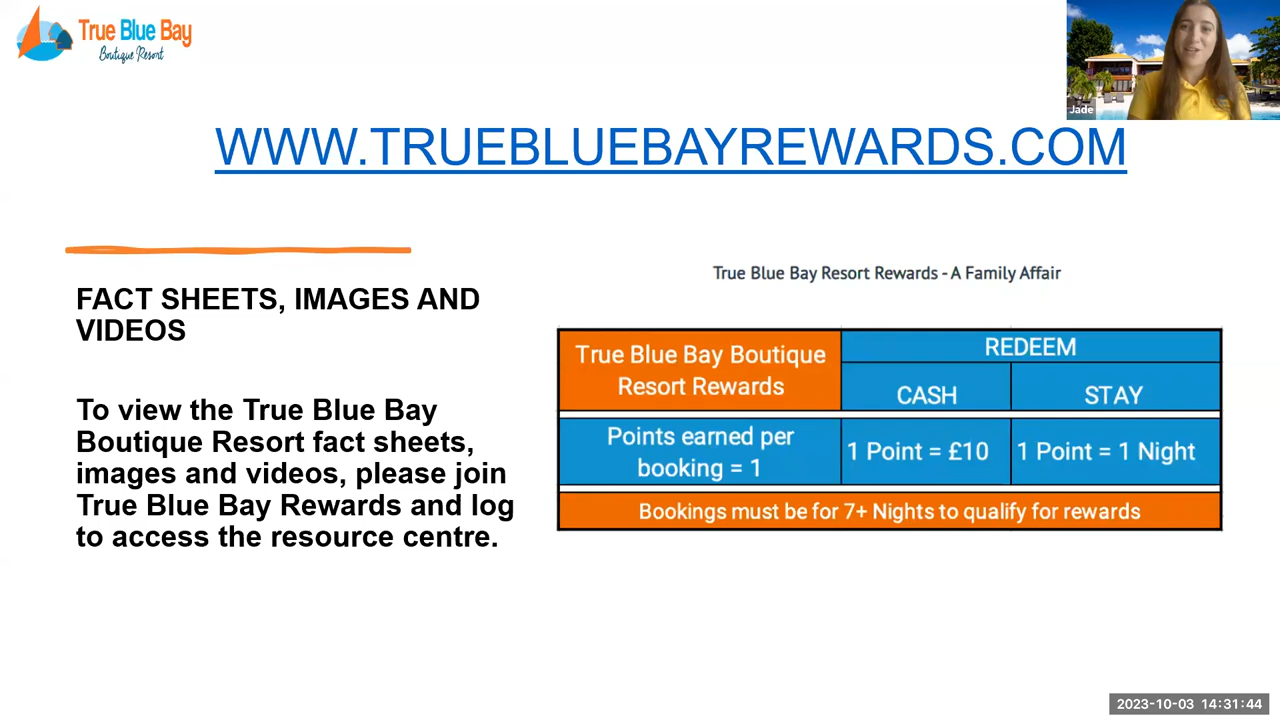 True Blue Bay
Boutique Resort
Jade
WWW.TRUEBLUEBAYREWARDS.COM
FACT SHEETS, IMAGES AND
VIDEOS
To view the True Blue Bay
Boutique Resort fact sheets,
images and videos, please join
True Blue Bay Rewards and log
to access the resource centre.
True Blue Bay Resort Rewards - A Family Affair
True Blue Bay Boutique
Resort Rewards
REDEEM
CASH
STAY
Points earned per
booking = 1
1 Point = £10
1 Point = 1 Night
Bookings must be for 7+ Nights to qualify for rewards
2023-10-03 14:31:44